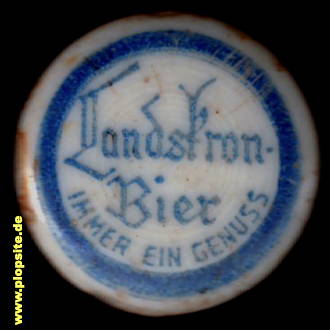 Landskron-
Bier
IMMER EIN GENUSS
www.plopsite.de